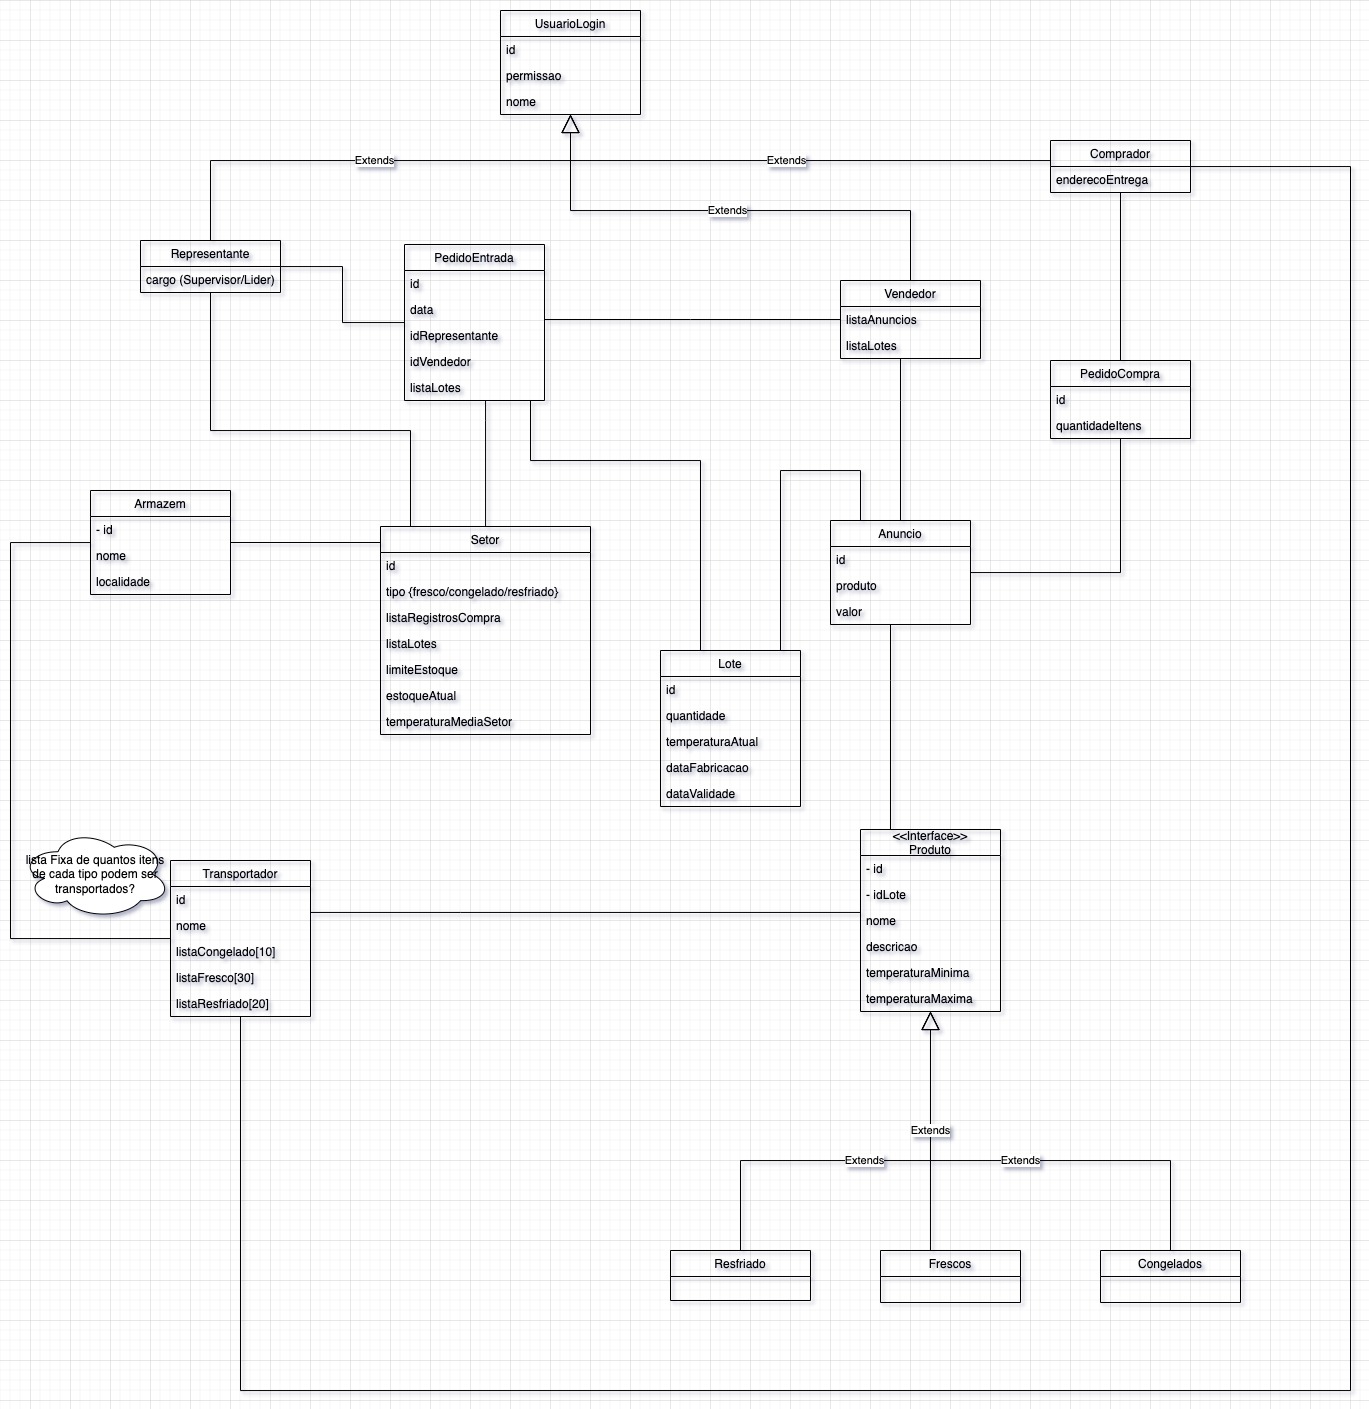 UsuarioLogin
id
permissao
nome
Extends
Extends
Extends
Comprador
enderecoEntrega
Representante
cargo (Supervisor/Lider)
PedidoEntrada
id
data
idRepresentante
idVendedor
listaLotes
Vendedor
listaAnuncios
listaLotes
PedidoCompra
id
quantidadeItens
Armazem
- id
nome
localidade
Setor
id
tipo {fresco/congelado/resfriado}
listaRegistrosCompra
listaLotes
limiteEstoque
estoqueAtual
temperaturaMediaSetor
Anuncio
id
produto
valor
Lote
id
quantidade
temperaturaAtual
dataFabricacao
dataValidade
lista Fixa de quantos itens
de cada tipo podem ser
transportados?
Transportador
id
nome
listaCongelado[10]
listaFresco[30]
listaResfriado[20]
<<Interface>>
Produto
- id
- idLote
nome
descricao
temperaturaMinima
temperaturaMaxima
Extends
Extends
Extends
Resfriado
Frescos
Congelados